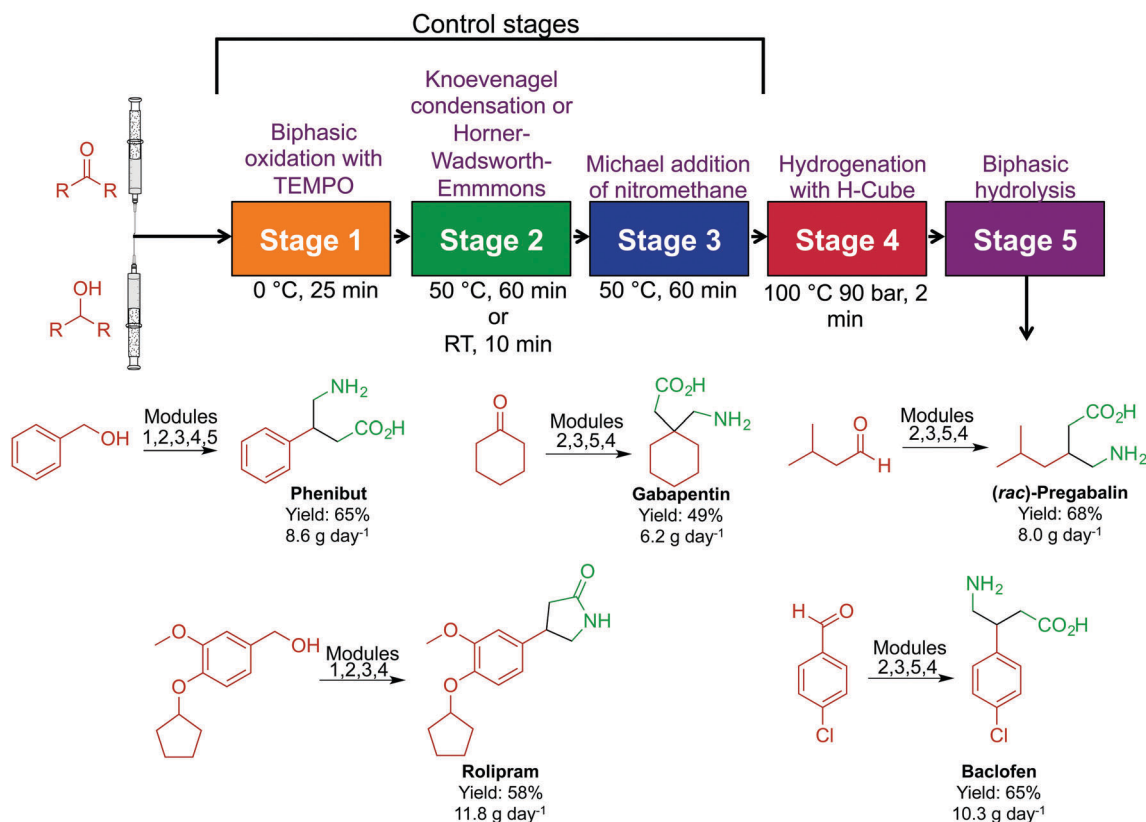 Control stages
Biphasic
oxidation with
TEMPO
Knoevenagel
condensation or
Horner-
Wadsworth-
Emmmons
Michael addition
of nitromethane
Hydrogenation
with H-Cube
Biphasic
hydrolysis
O
R R
OH
R R
Stage 1
Stage 2
Stage 3
Stage 4
Stage 5
0 °C, 25 min
50 °C, 60 min
or
RT, 10 min
50 °C, 60 min
100 °C 90 bar, 2
min
OH
Modules
1,2,3,4,5
NH2
CO2H
Phenibut
Yield: 65%
8.6 g day-1
O
Modules
2,3,5,4
CO2H
NH2
Gabapentin
Yield: 49%
6.2 g day-1
O
H
Modules
2,3,5,4
CO2H
NH2
(rac)-Pregabalin
Yield: 68%
8.0 g day-1
O
OH
O
Modules
1,2,3,4
O
NH
O
O
Rolipram
Yield: 58%
11.8 g day-1
H O
Cl
Modules
2,3,5,4
NH2
CO2H
Cl
Baclofen
Yield: 65%
10.3 g day-1